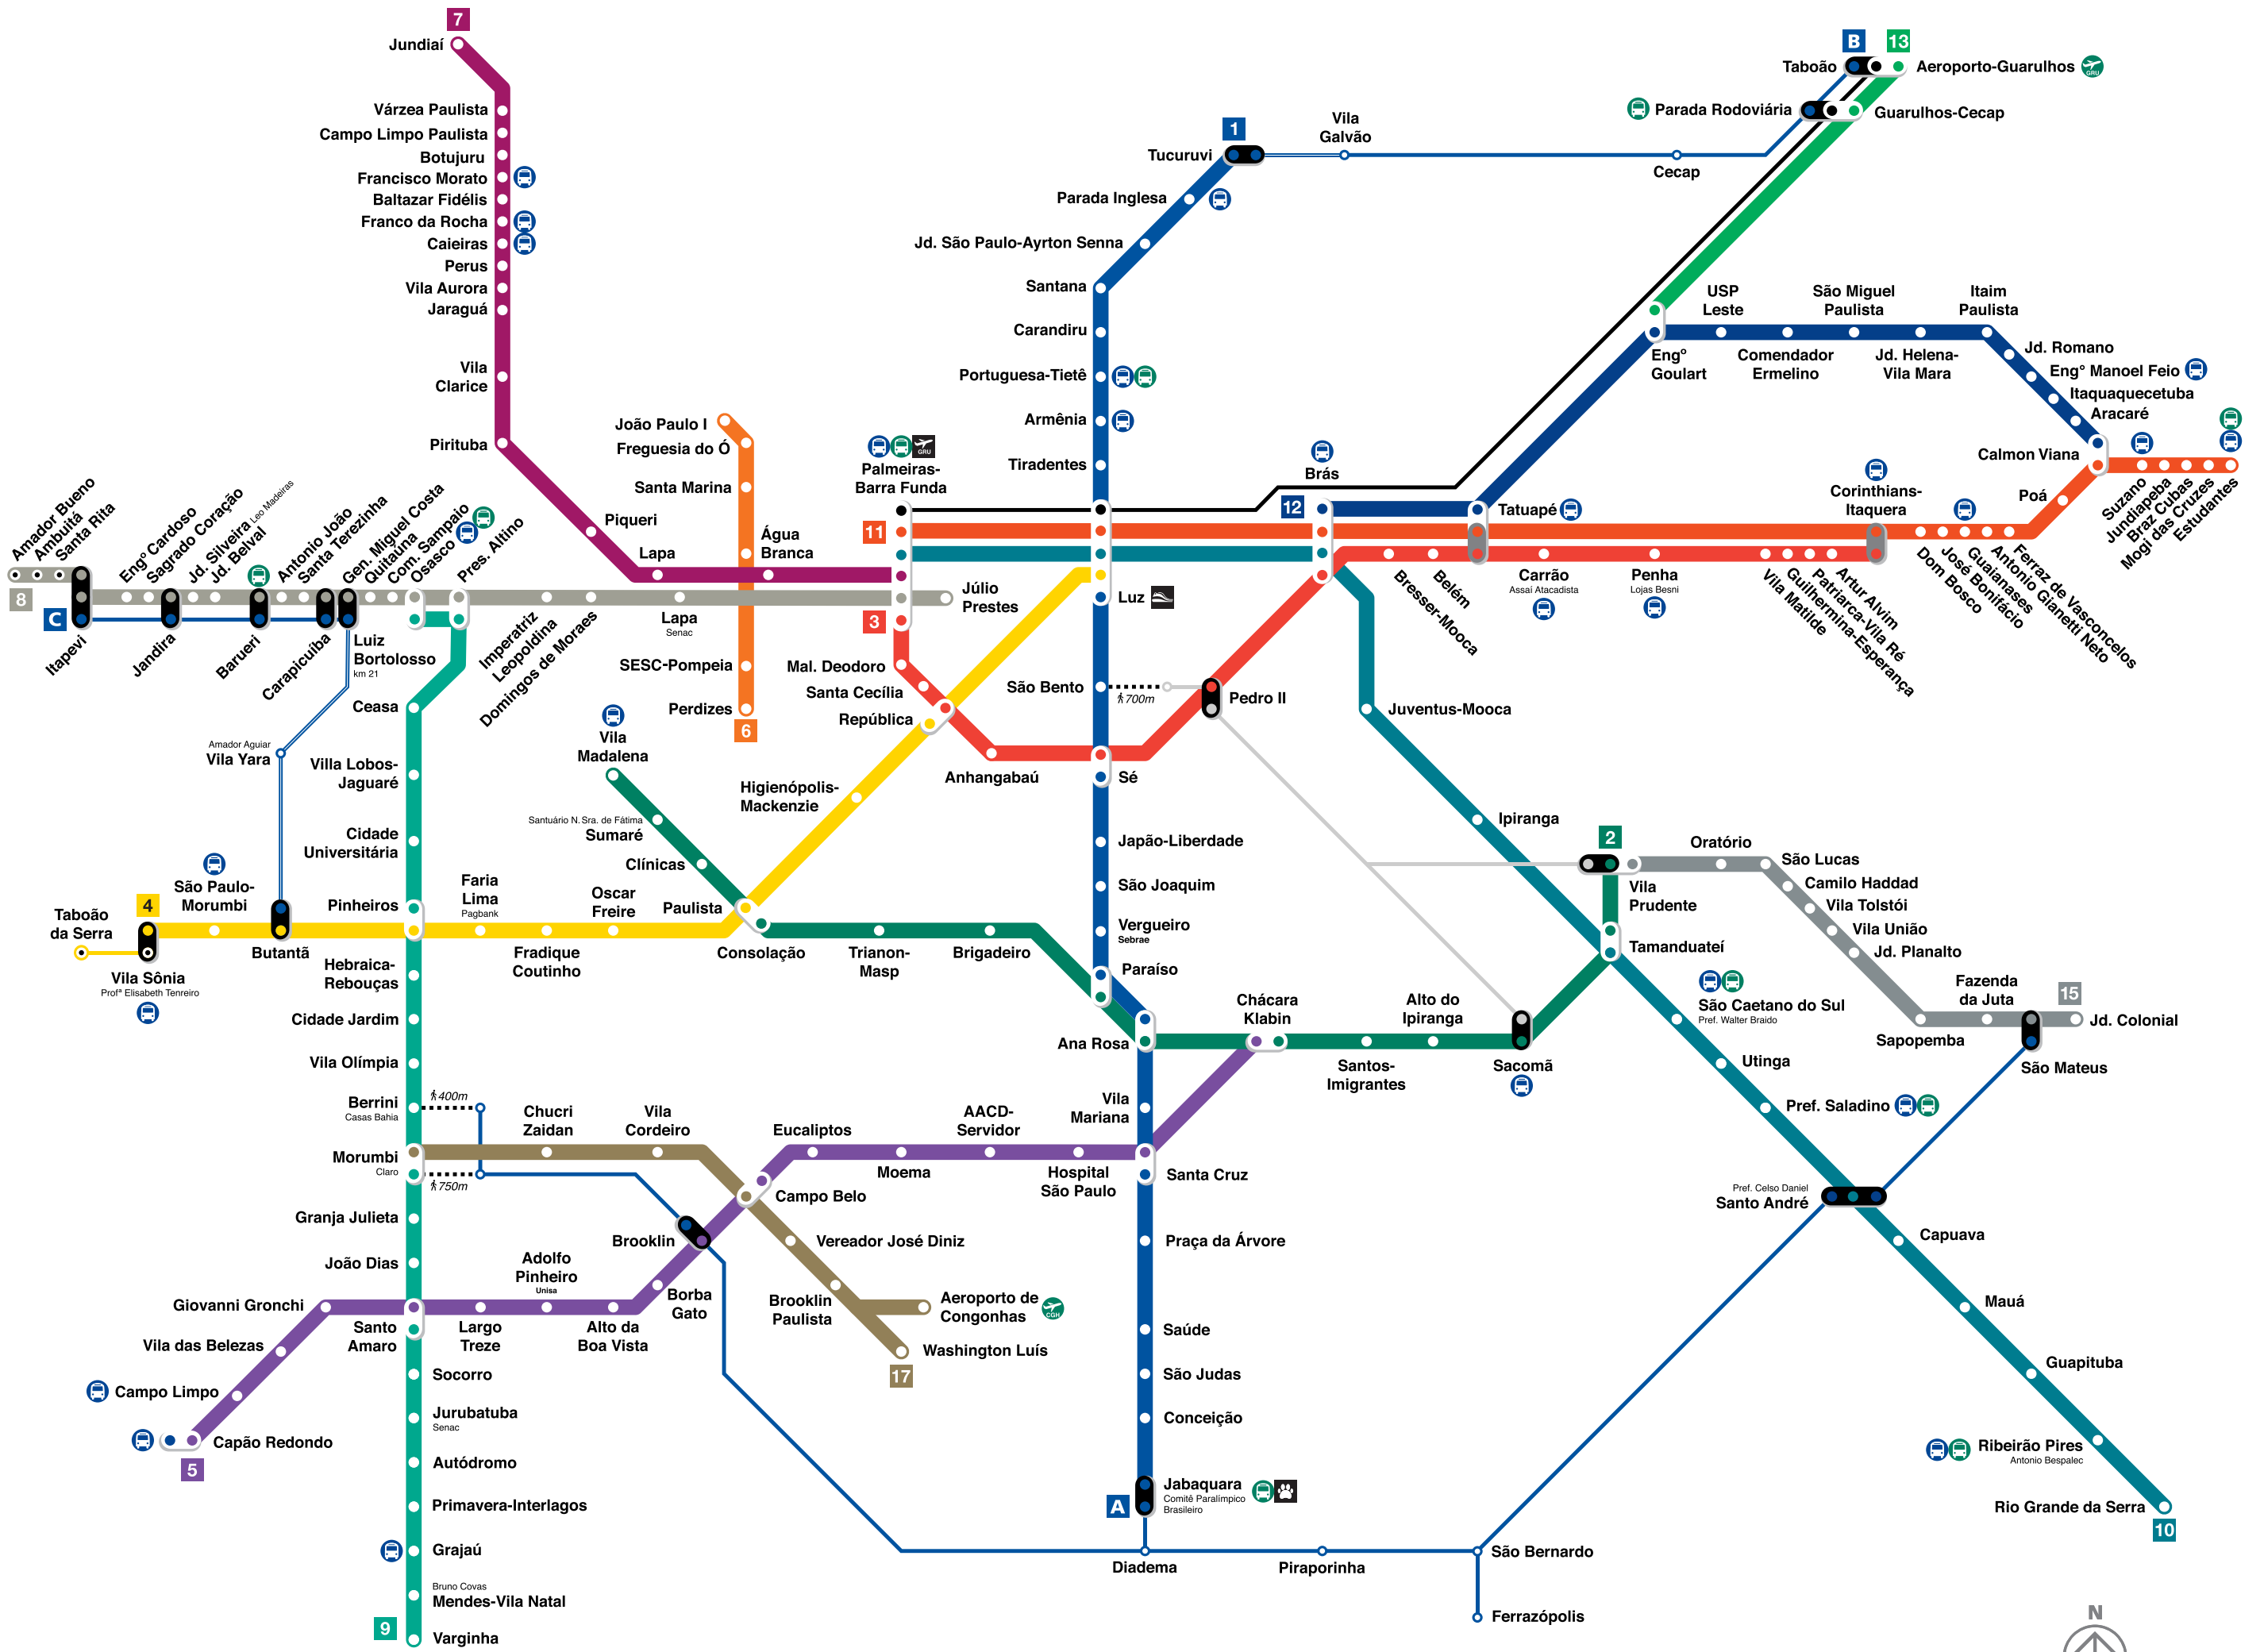 7
Jundiaí
Várzea Paulista
Campo Limpo Paulista
Botujuru
Francisco Morato
Baltazar Fidélis
Franco da Rocha
Caieiras
Perus
Vila Aurora
Jaraguá
Vila
Clarice
Pirituba
Piqueri
Lapa
Água
Branca
João Paulo I
Freguesia do Ó
Santa Marina
SESC-Pompeia
Perdizes
6
1
Tucuruvi
Vila
Galvão
Cecap
Parada Inglesa
Jd. São Paulo-Ayrton Senna
Santana
Carandiru
Portuguesa-Tietê
Armênia
Tiradentes
B
13
Taboão
Aeroporto-Guarulhos
GRU
Parada Rodoviária
Guarulhos-Cecap
USP
Leste
São Miguel
Paulista
Itaim
Paulista
Engº
Goulart
Comendador
Ermelino
Jd. Helena-
Vila Mara
Jd. Romano
Eng° Manoel Feio
Itaquaquecetuba
Aracaré
Calmon Viana
Poá
Suzano
Jundiapeba
Braz Cubas
Mogi das Cruzes
Estudantes
GRU
Palmeiras-
Barra Funda
11
3
Brás
12
Tatuapé
Corinthians-
Itaquera
Bresser-Mooca
Belém
Carrão
Assaí Atacadista
Penha
Lojas Besni
Vila Matilde
Guilhermina-Esperança
Patriarca-Vila Ré
Artur Alvim
Dom Bosco
José Bonifácio
Guaianases
Antonio Gianetti Neto
Ferraz de Vasconcelos
Amador Bueno
Ambuitá
Santa Rita
8
C
Itapevi
Engº Cardoso
Sagrado Coração
Jandira
Jd. Silveira Leo Madeiras
Jd. Belval
Barueri
Antonio João
Santa Terezinha
Carapicuiba
Gen. Miguel Costa
Luiz
Bortolosso
km 21
Quitaúna
Com. Sampaio
Osasco
Pres. Altino
Imperatriz
Leopoldina
Domingos de Moraes
Lapa
Senac
Júlio
Prestes
Luz
Mal. Deodoro
Santa Cecília
República
Anhangabaú
São Bento
700m
Pedro II
Sé
Juventus-Mooca
Ceasa
Amador Aguiar
Vila Yara
Villa Lobos-
Jaguaré
Cidade
Universitária
Pinheiros
Hebraica-
Rebouças
Cidade Jardim
Vila Olímpia
Berrini
Casas Bahia
400m
Morumbi
Claro
750m
Granja Julieta
João Dias
Santo
Amaro
Socorro
Jurubatuba
Senac
Autódromo
Primavera-Interlagos
Grajaú
Bruno Covas
Mendes-Vila Natal
9
Varginha
Vila
Madalena
Santuário N. Sra. de Fátima
Sumaré
Clínicas
Higienópolis-
Mackenzie
Paulista
Consolação
Trianon-
Masp
Brigadeiro
Taboão
da Serra
4
São Paulo-
Morumbi
Vila Sônia
Profª Elisabeth Tenreiro
Butantã
Faria
Lima
Pagbank
Fradique
Coutinho
Oscar
Freire
Japão-Liberdade
São Joaquim
Vergueiro
Sebrae
Paraíso
Ana Rosa
Vila
Mariana
Chácara
Klabin
Santos-
Imigrantes
Alto do
Ipiranga
Sacomã
Ipiranga
2
Vila
Prudente
Tamanduateí
Oratório
São Lucas
Camilo Haddad
Vila Tolstói
Vila União
Jd. Planalto
Sapopemba
Fazenda
da Juta
15
Jd. Colonial
São Mateus
São Caetano do Sul
Pref. Walter Braido
Utinga
Pref. Saladino
Pref. Celso Daniel
Santo André
Capuava
Mauá
Guapituba
Ribeirão Pires
Antonio Bespalec
Rio Grande da Serra
10
Chucri
Zaidan
Vila
Cordeiro
Campo Belo
Vereador José Diniz
Brooklin
Paulista
Aeroporto de
Congonhas
CGH
Washington Luís
17
Eucaliptos
Moema
AACD-
Servidor
Hospital
São Paulo
Santa Cruz
Brooklin
Borba
Gato
Alto da
Boa Vista
Adolfo
Pinheiro
Unisa
Largo
Treze
Giovanni Gronchi
Vila das Belezas
Campo Limpo
Capão Redondo
5
Praça da Árvore
Saúde
São Judas
Conceição
A
Jabaquara
Comitê Paralímpico
Brasileiro
Diadema
Piraporinha
São Bernardo
Ferrazópolis
N